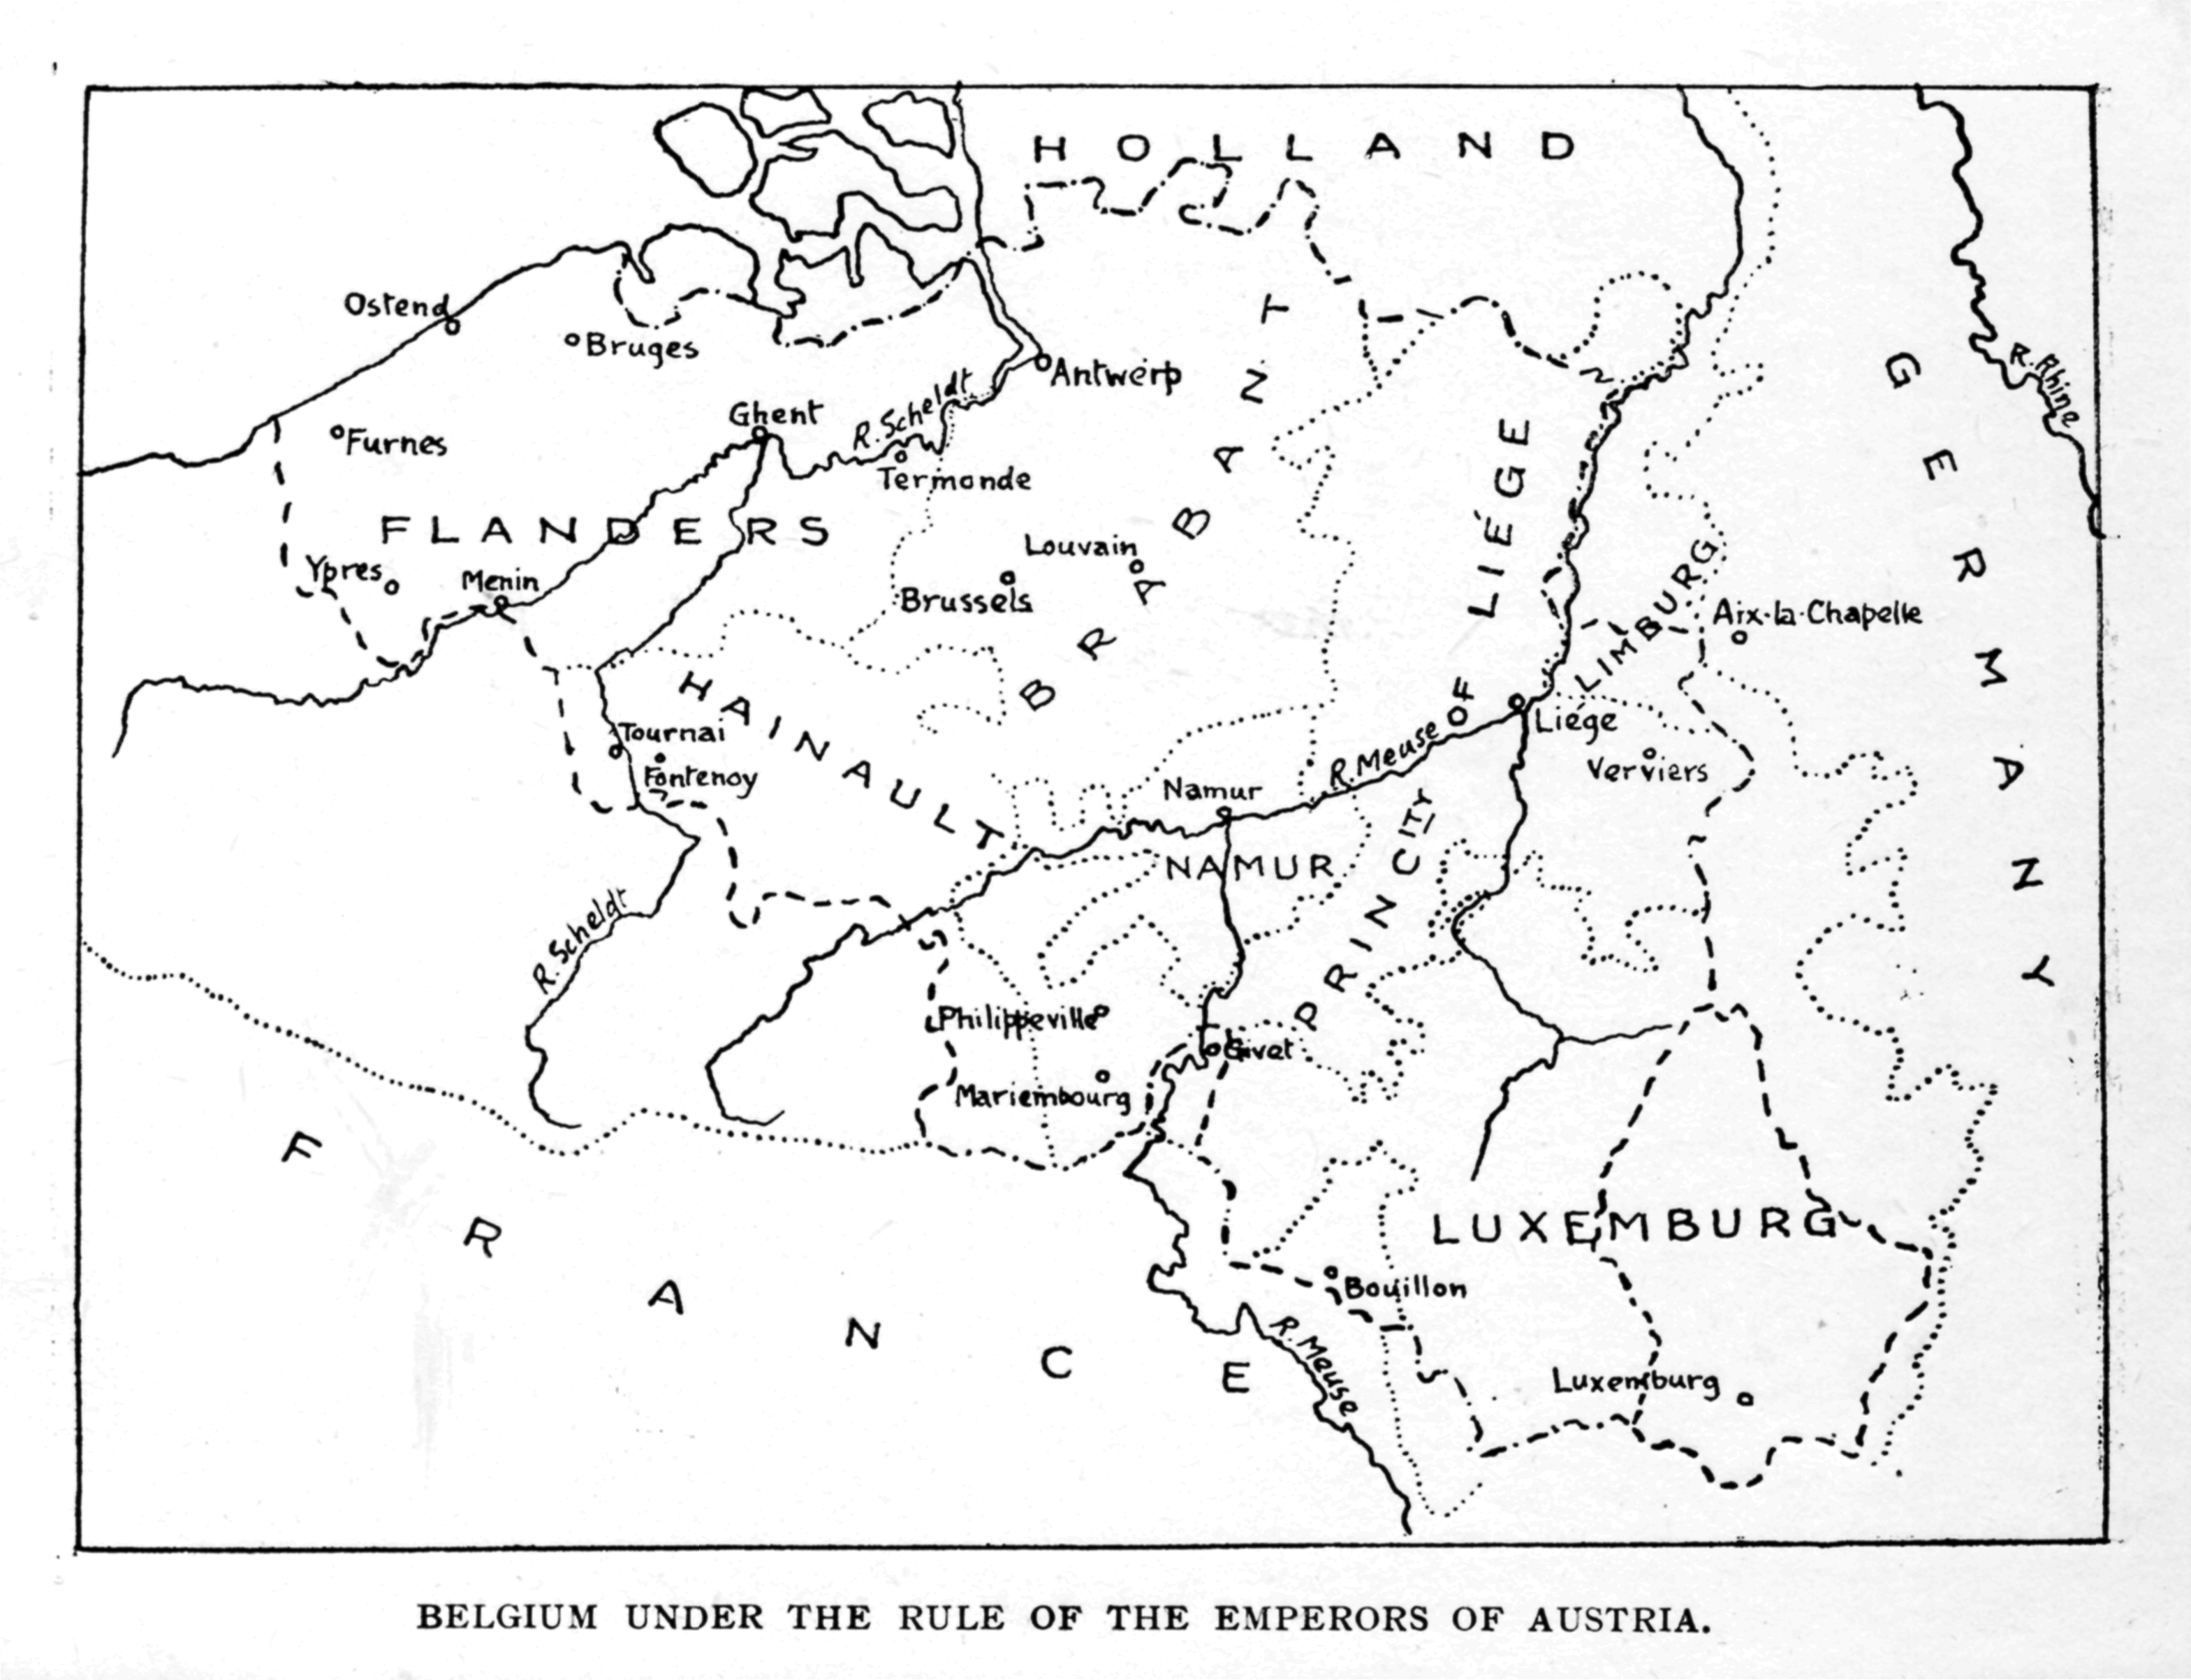 HOLLAND
Ostend
Bruges
Antwerp
R. Rhine
GERMANY
Ghent
R. Scheldt
Furnes
Termonde
FLANDERS
BRABANT
Louvain
Ypres
Menin
Brussels
LIMBURG
Aix-la-Chapelle
HAINAULT
PRINCITY OF LIÉGE
Liége
Tournai
Fontenoy
R. Meuse
Verviers
Namur
NAMUR
R. Scheldt
Philippeville
Givet
Mariembourg
FRANCE
LUXEMBURG
Bouillon
R. Meuse
Luxemburg
BELGIUM UNDER THE RULE OF THE EMPERORS OF AUSTRIA.